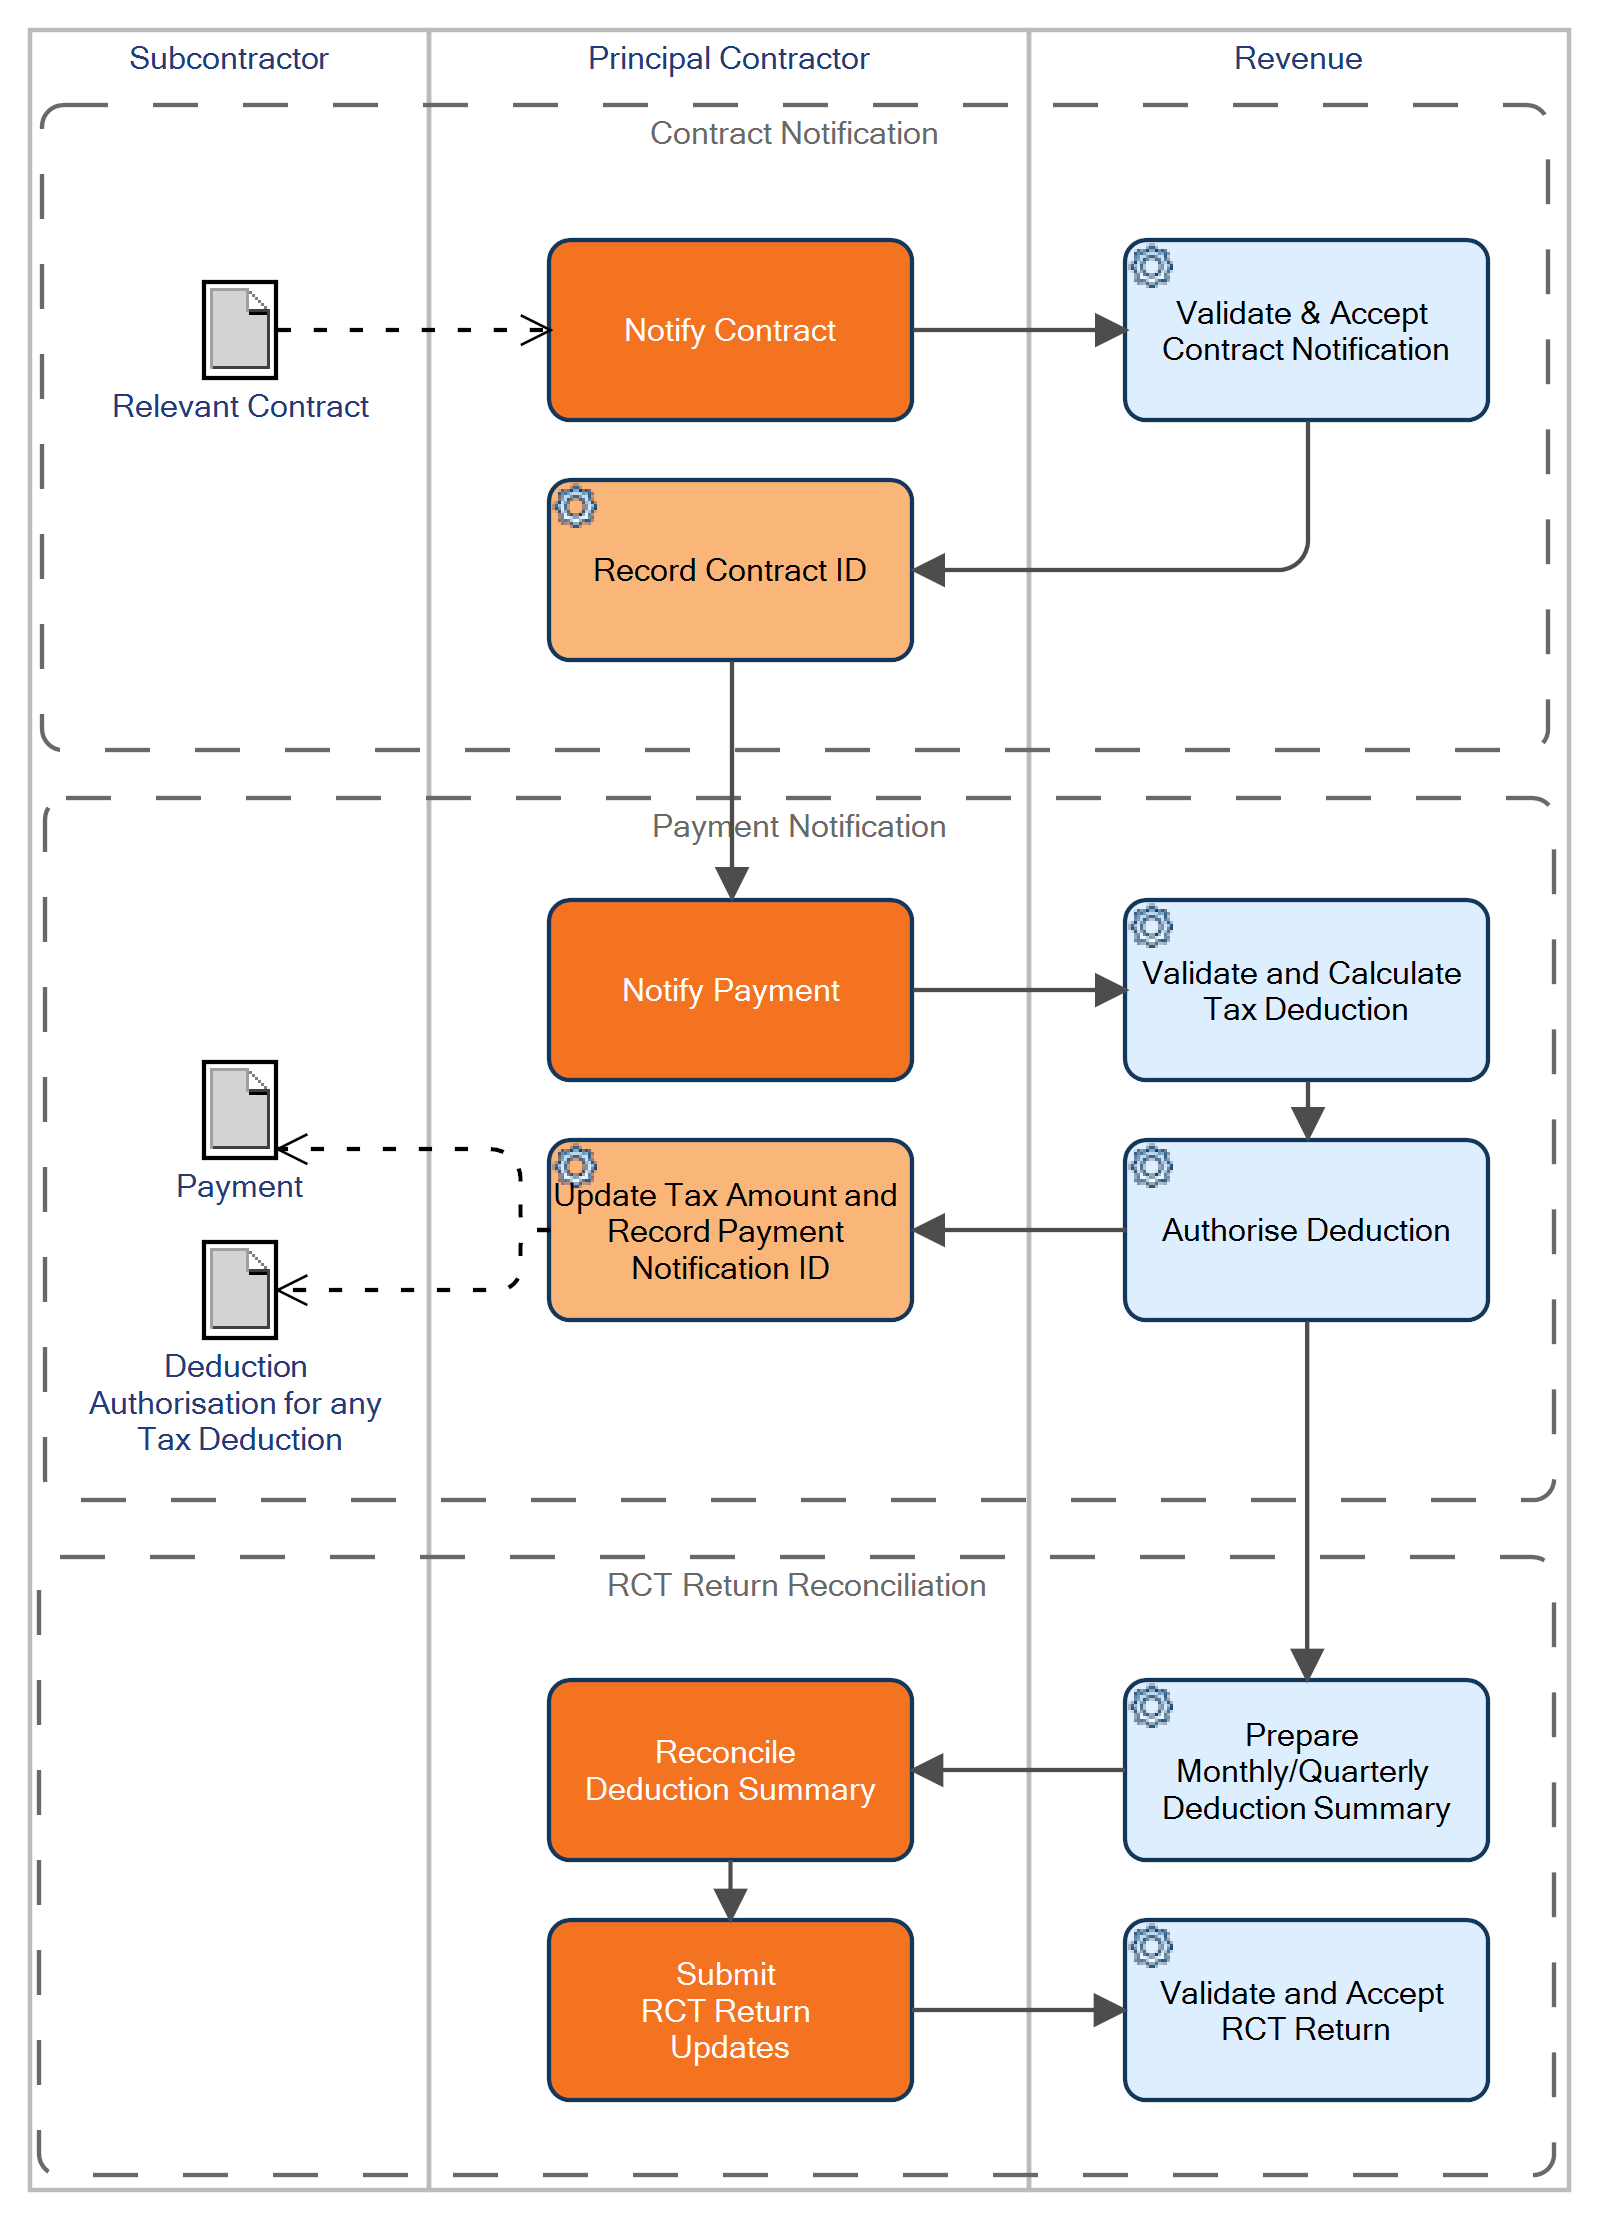 Subcontractor
Principal Contractor
Revenue
Contract Notification
Relevant Contract
Notify Contract
Validate & Accept
Contract Notification
Record Contract ID
Payment Notification
Notify Payment
Validate and Calculate
Tax Deduction
Payment
Update Tax Amount and
Record Payment
Notification ID
Authorise Deduction
Deduction
Authorisation for any
Tax Deduction
RCT Return Reconciliation
Reconcile
Deduction Summary
Prepare
Monthly/Quarterly
Deduction Summary
Submit
RCT Return
Updates
Validate and Accept
RCT Return